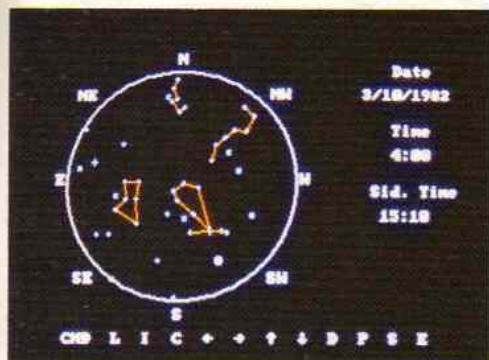 N
NE
NW
E
W
SE
SW
S
Date
3/10/1982
Time
4:00
Sid. Time
15:10
CMD L I C ← → ↑ ↓ D P S E